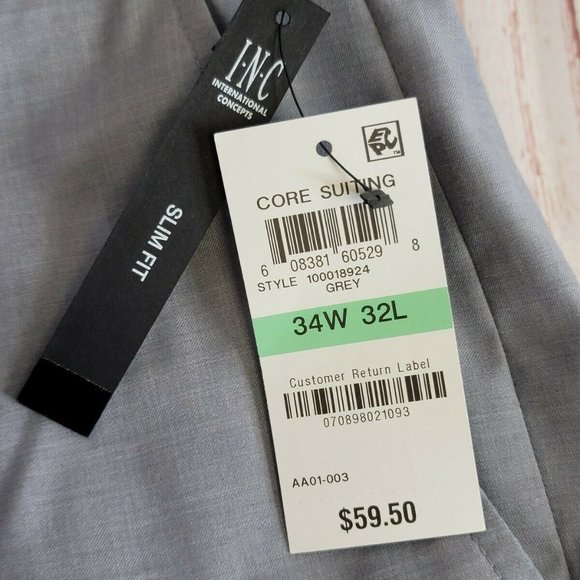 I·N·C
INTERNATIONAL
CONCEPTS
SLIM FIT
CORE SUITING
6 08381 60529 8
STYLE 100018924
GREY
34W 32L
Customer Return Label
070898021093
AA01-003
$59.50